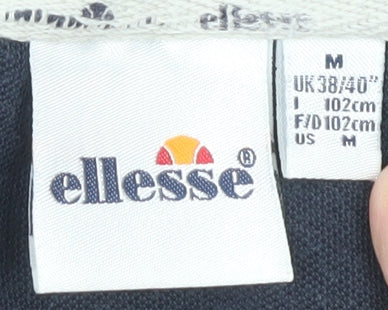 ellesse
M
UK 38/40"
I 102cm
F/D 102cm
US M
ellesse®